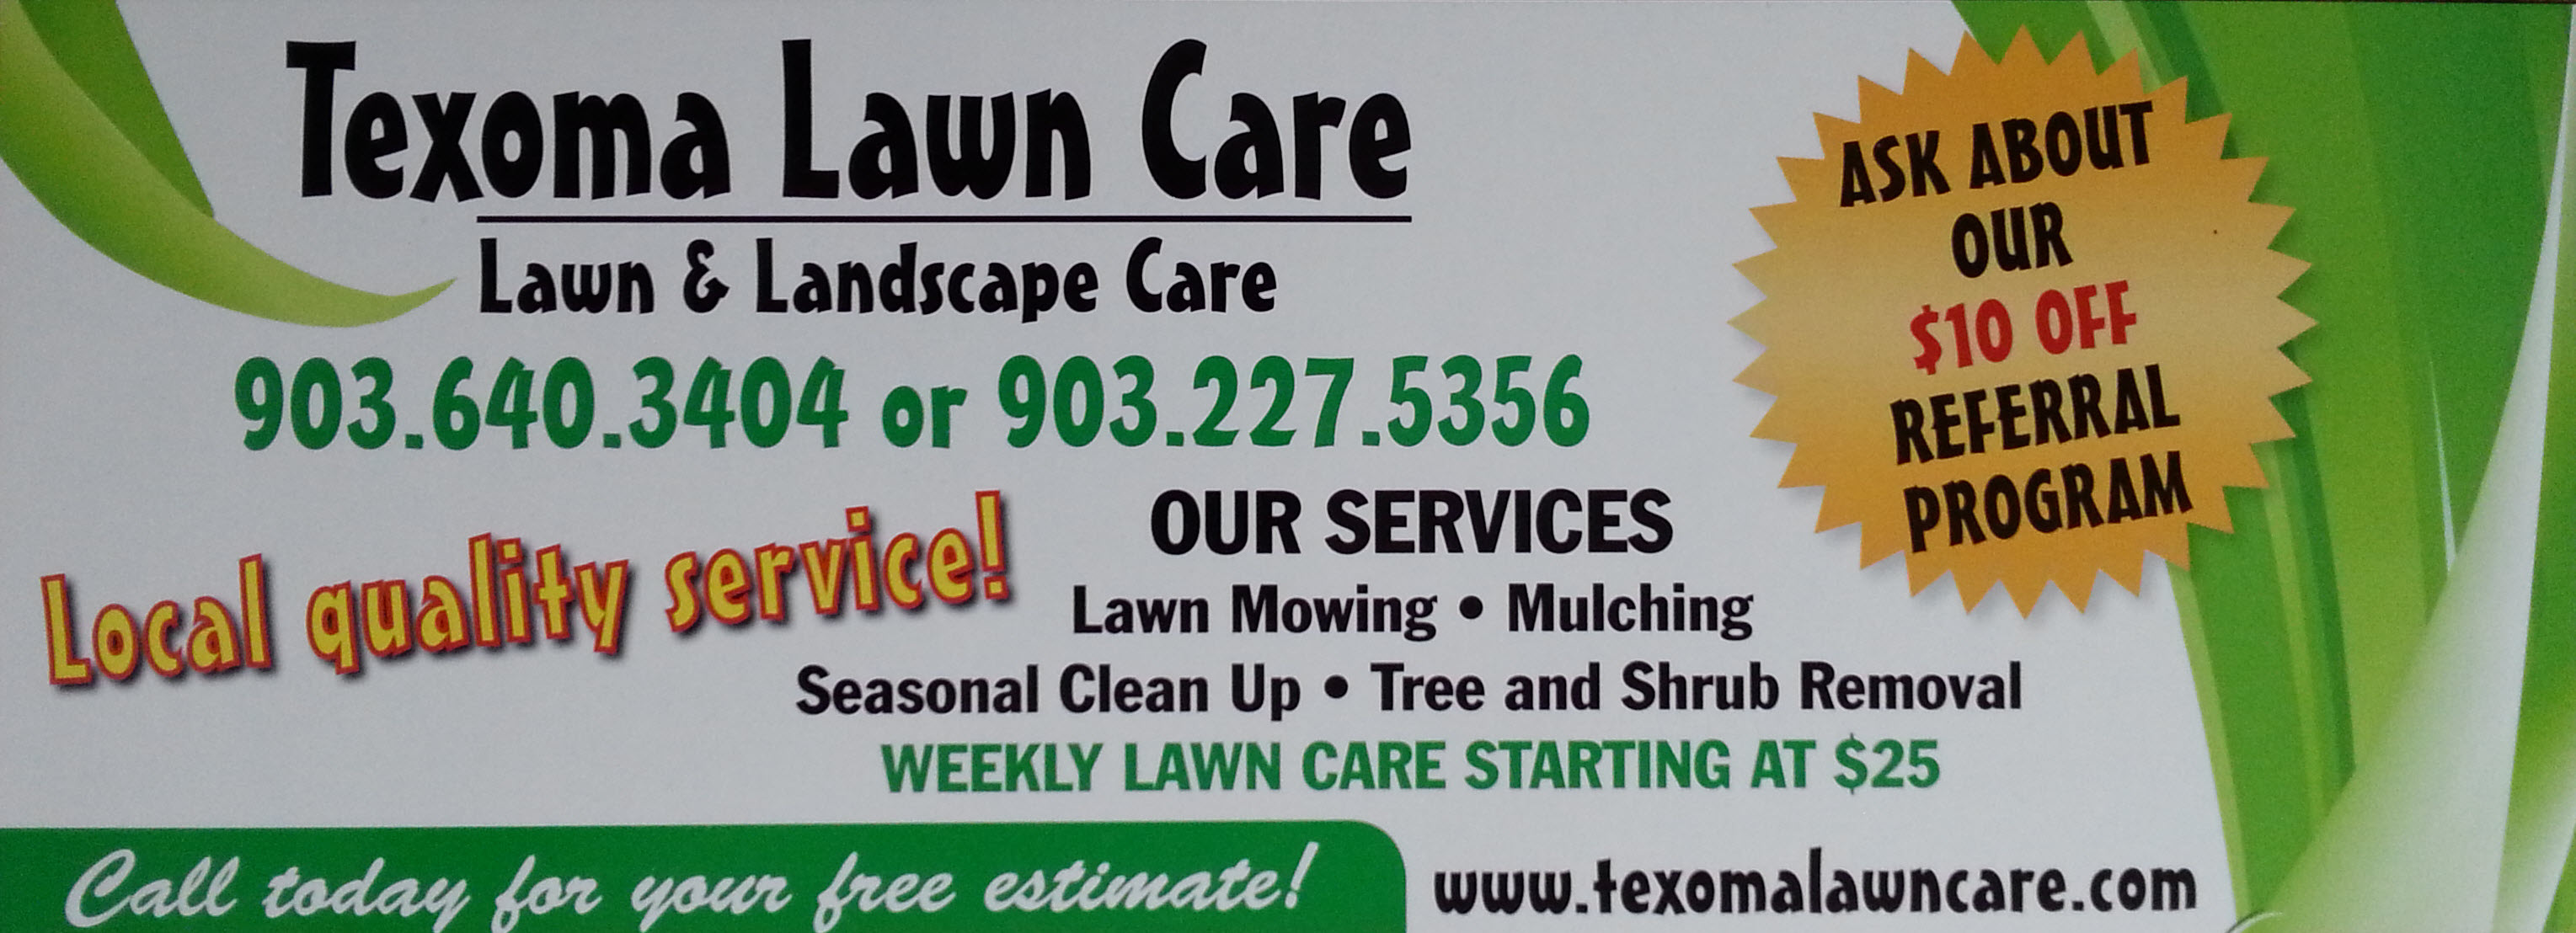 Texoma Lawn Care
Lawn & Landscape Care
903.640.3404 or 903.227.5356
Local quality service!
OUR SERVICES
Lawn Mowing • Mulching
Seasonal Clean Up • Tree and Shrub Removal
WEEKLY LAWN CARE STARTING AT $25
Call today for your free estimate!
www.texomalawncare.com
ASK ABOUT
OUR
$10 OFF
REFERRAL
PROGRAM